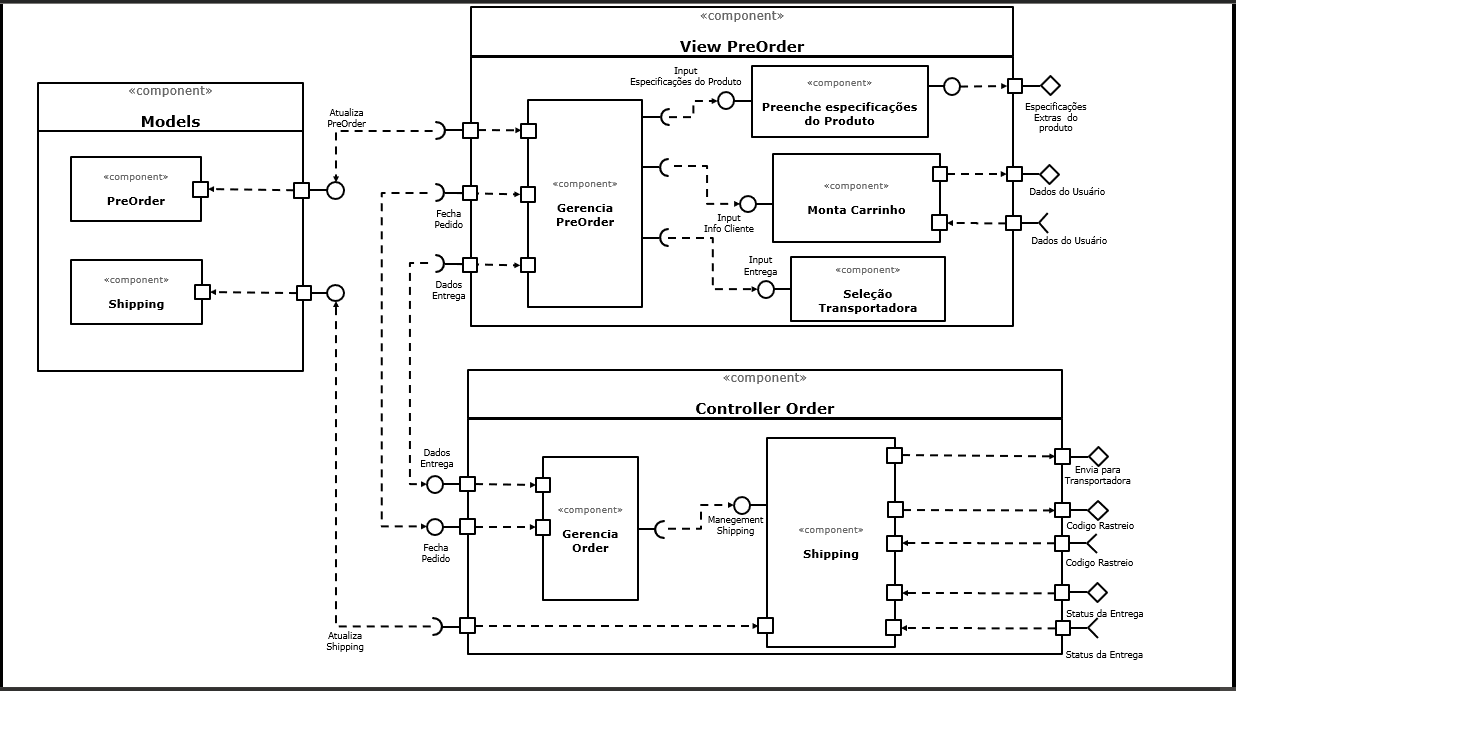 «component»
View PreOrder
«component»
Models
«component»
PreOrder
«component»
Shipping
Atualiza
PreOrder
Fecha
Pedido
Dados
Entrega
«component»
Gerencia
PreOrder
Input
Especificações do Produto
«component»
Preenche especificações
do Produto
Especificações
Extras do
produto
Input
Info Cliente
«component»
Monta Carrinho
Dados do Usuário
Dados do Usuário
Input
Entrega
«component»
Seleção
Transportadora
«component»
Controller Order
Dados
Entrega
Fecha
Pedido
Atualiza
Shipping
«component»
Gerencia
Order
Manegement
Shipping
«component»
Shipping
Envia para
Transportadora
Codigo Rastreio
Codigo Rastreio
Status da Entrega
Status da Entrega